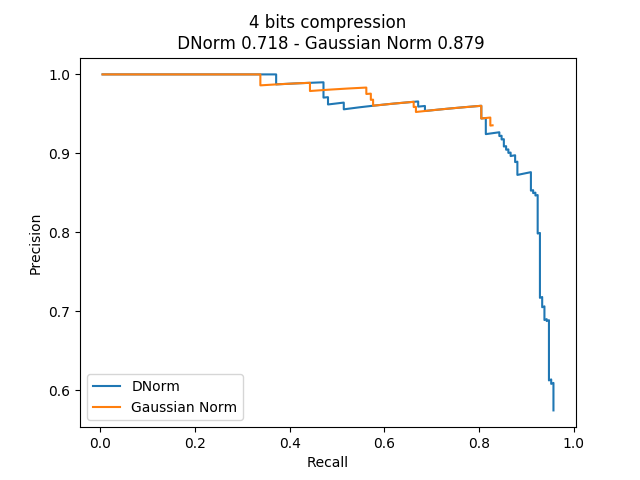 4 bits compression
DNorm 0.718 - Gaussian Norm 0.879
1.0
0.9
0.8
0.7
0.6
Precision
DNorm
Gaussian Norm
0.0 0.2 0.4 0.6 0.8 1.0
Recall